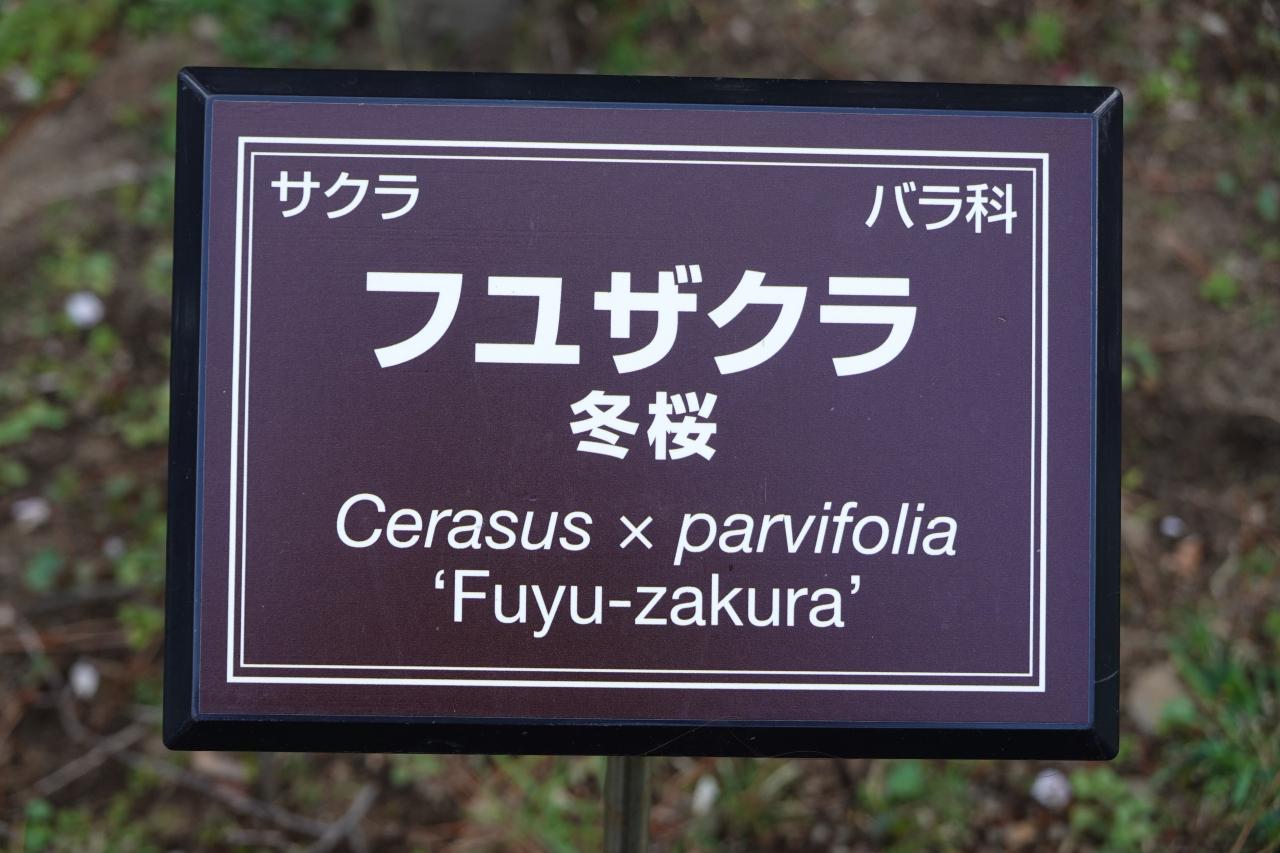 サクラ バラ科
フユザクラ
冬桜
Cerasus × parvifolia
‘Fuyu-zakura’